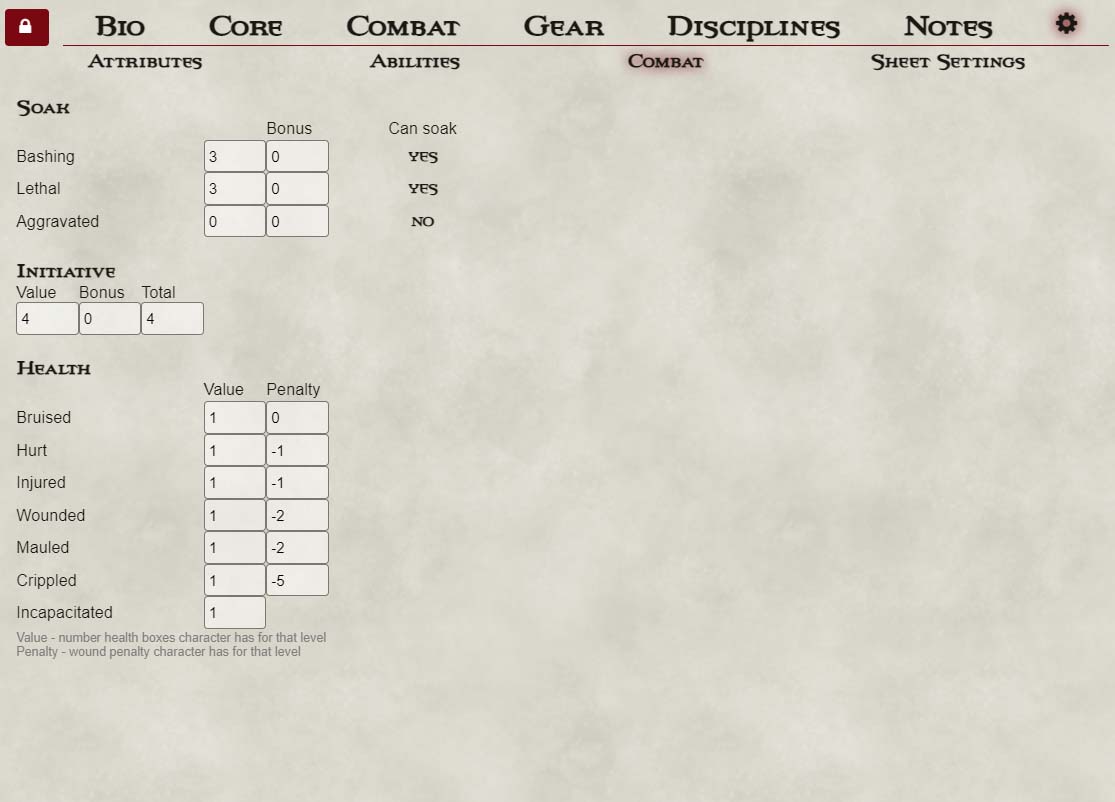 Bio Core Combat Gear Disciplines Notes
Attributes Abilities Combat Sheet Settings
Soak
Bonus Can soak
Bashing 3 0 YES
Lethal 3 0 YES
Aggravated 0 0 NO
Initiative
Value Bonus Total
4 0 4
Health
Value Penalty
Bruised 1 0
Hurt 1 -1
Injured 1 -1
Wounded 1 -2
Mauled 1 -2
Crippled 1 -5
Incapacitated 1
Value - number health boxes character has for that level
Penalty - wound penalty character has for that level